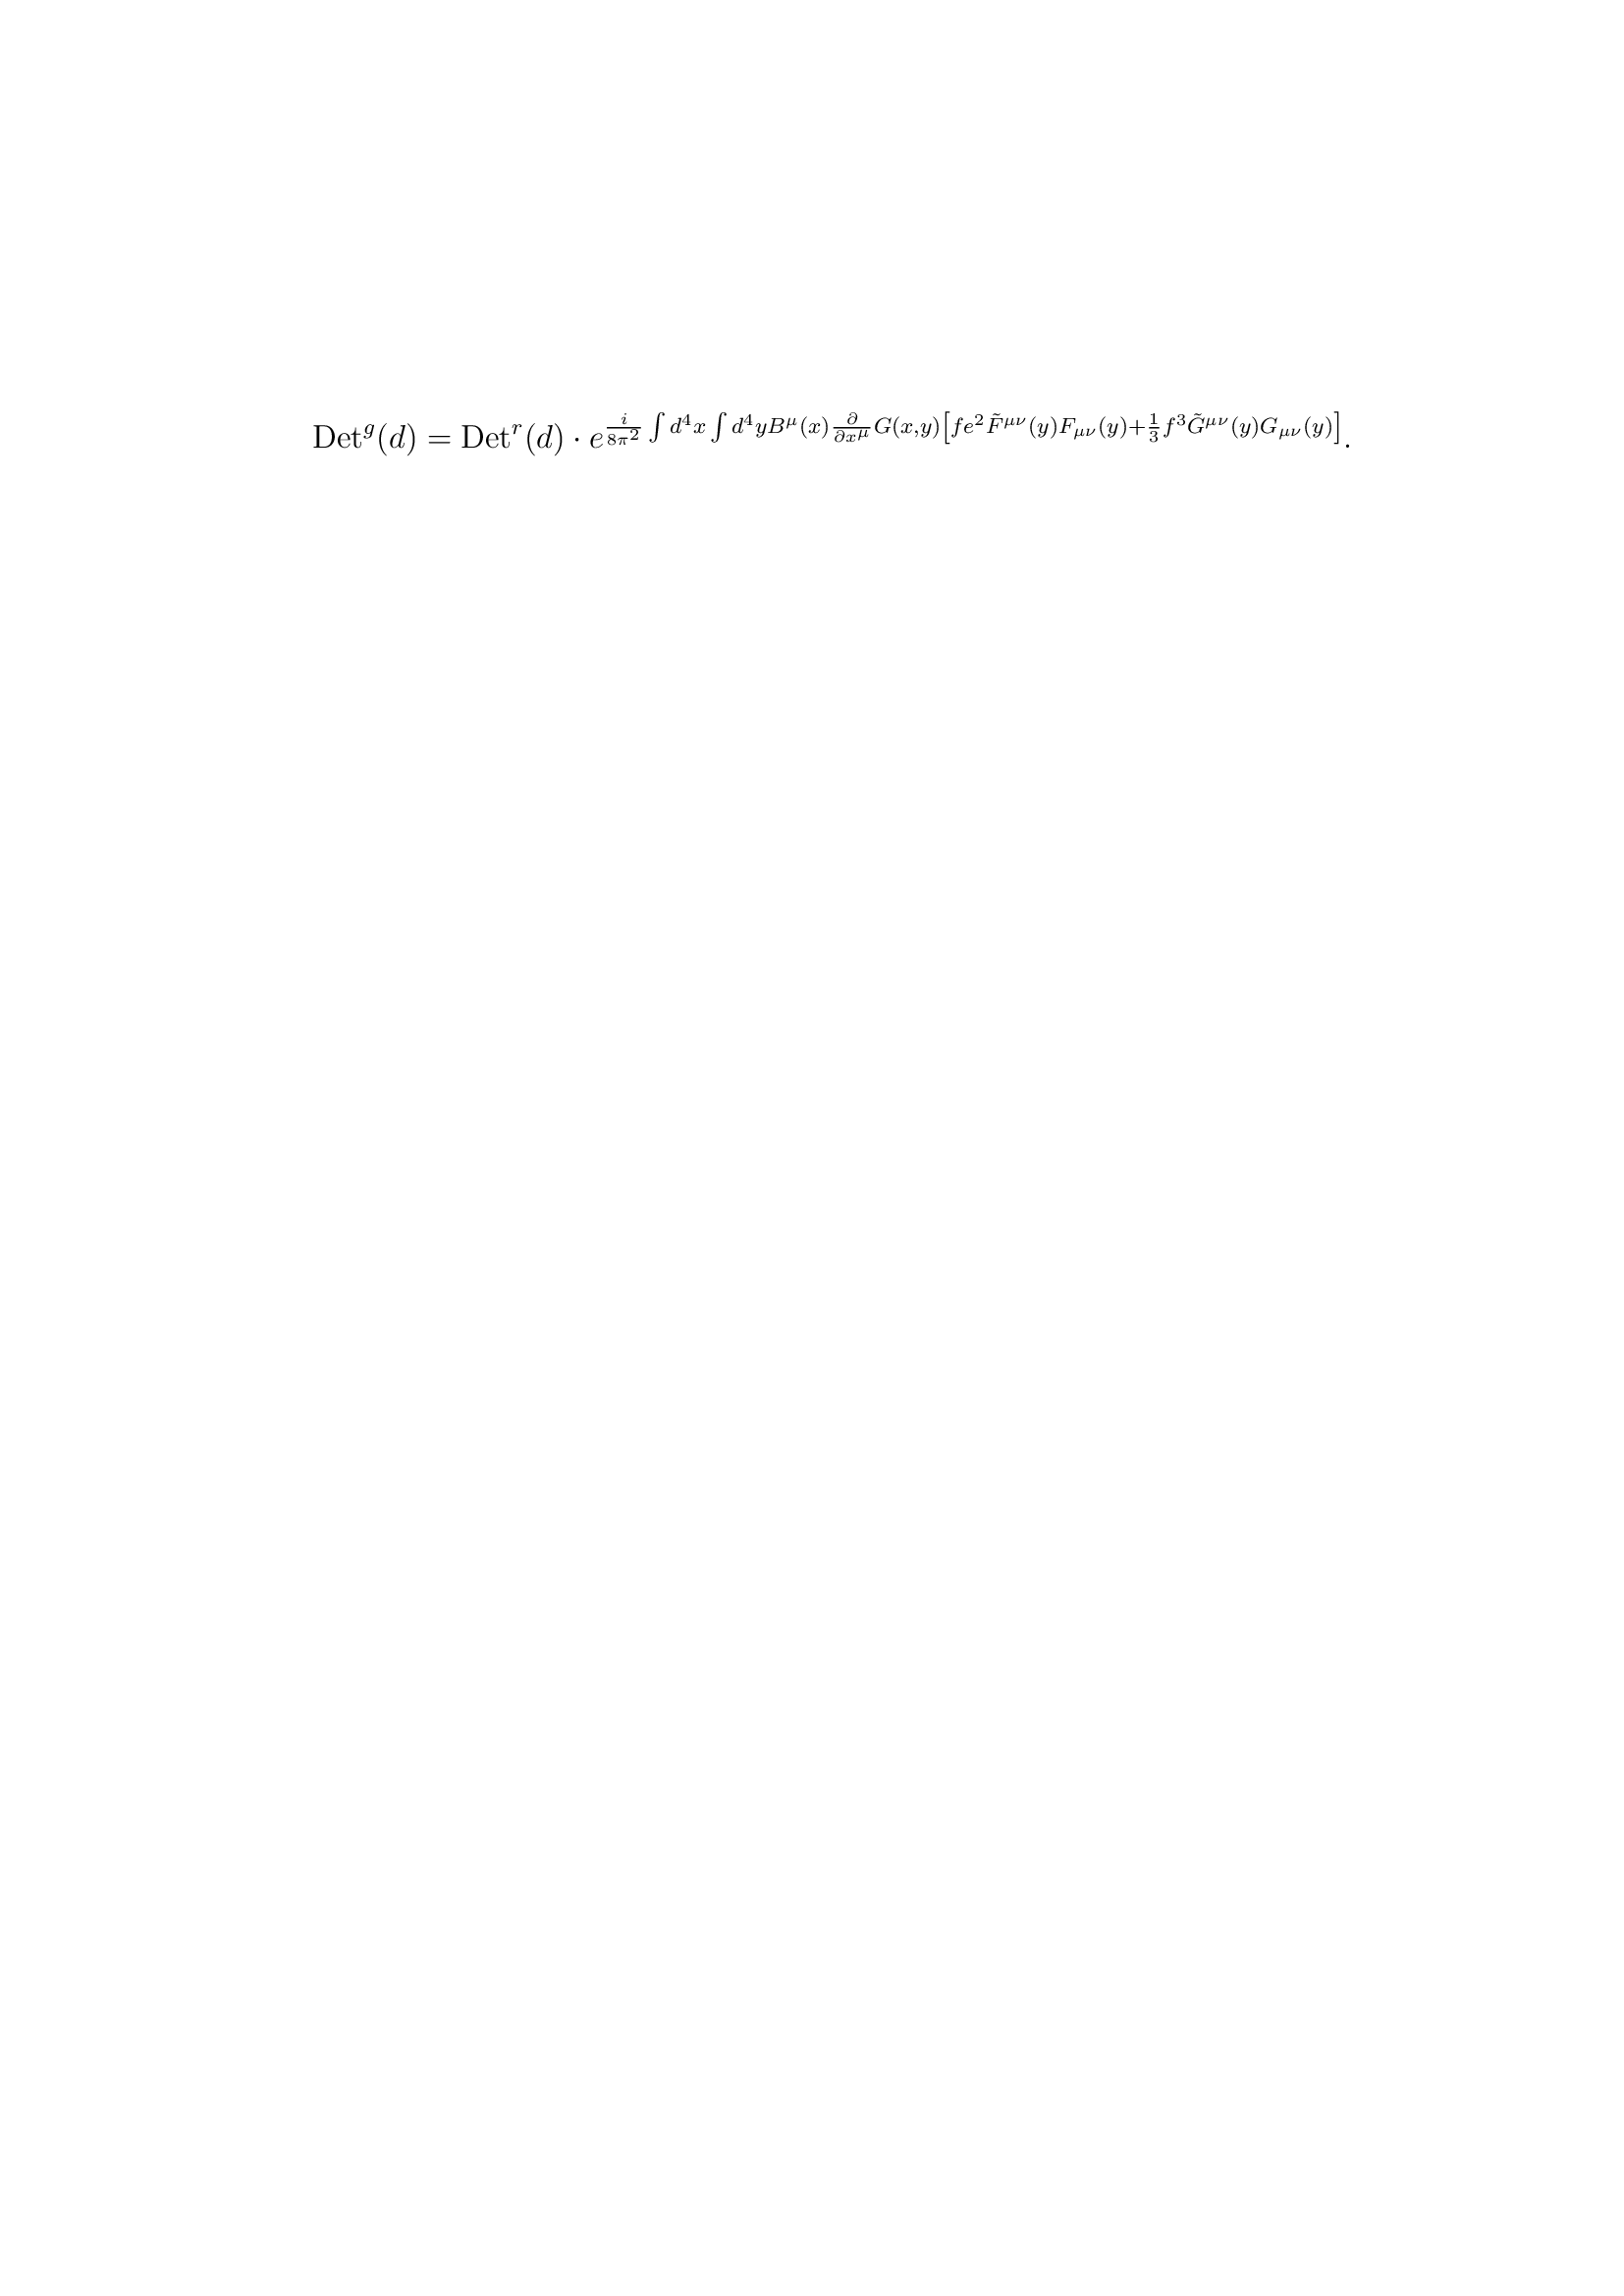 $\mathrm{Det}^g(d) = \mathrm{Det}^r(d) \cdot e^{\frac{i}{8\pi^2} \int d^4x \int d^4y B^\mu(x) \frac{\partial}{\partial x^\mu} G(x,y) \left[ f e^2 \tilde{F}^{\mu\nu}(y) F_{\mu\nu}(y) + \frac{1}{3} f^3 \tilde{G}^{\mu\nu}(y) G_{\mu\nu}(y) \right]}.$